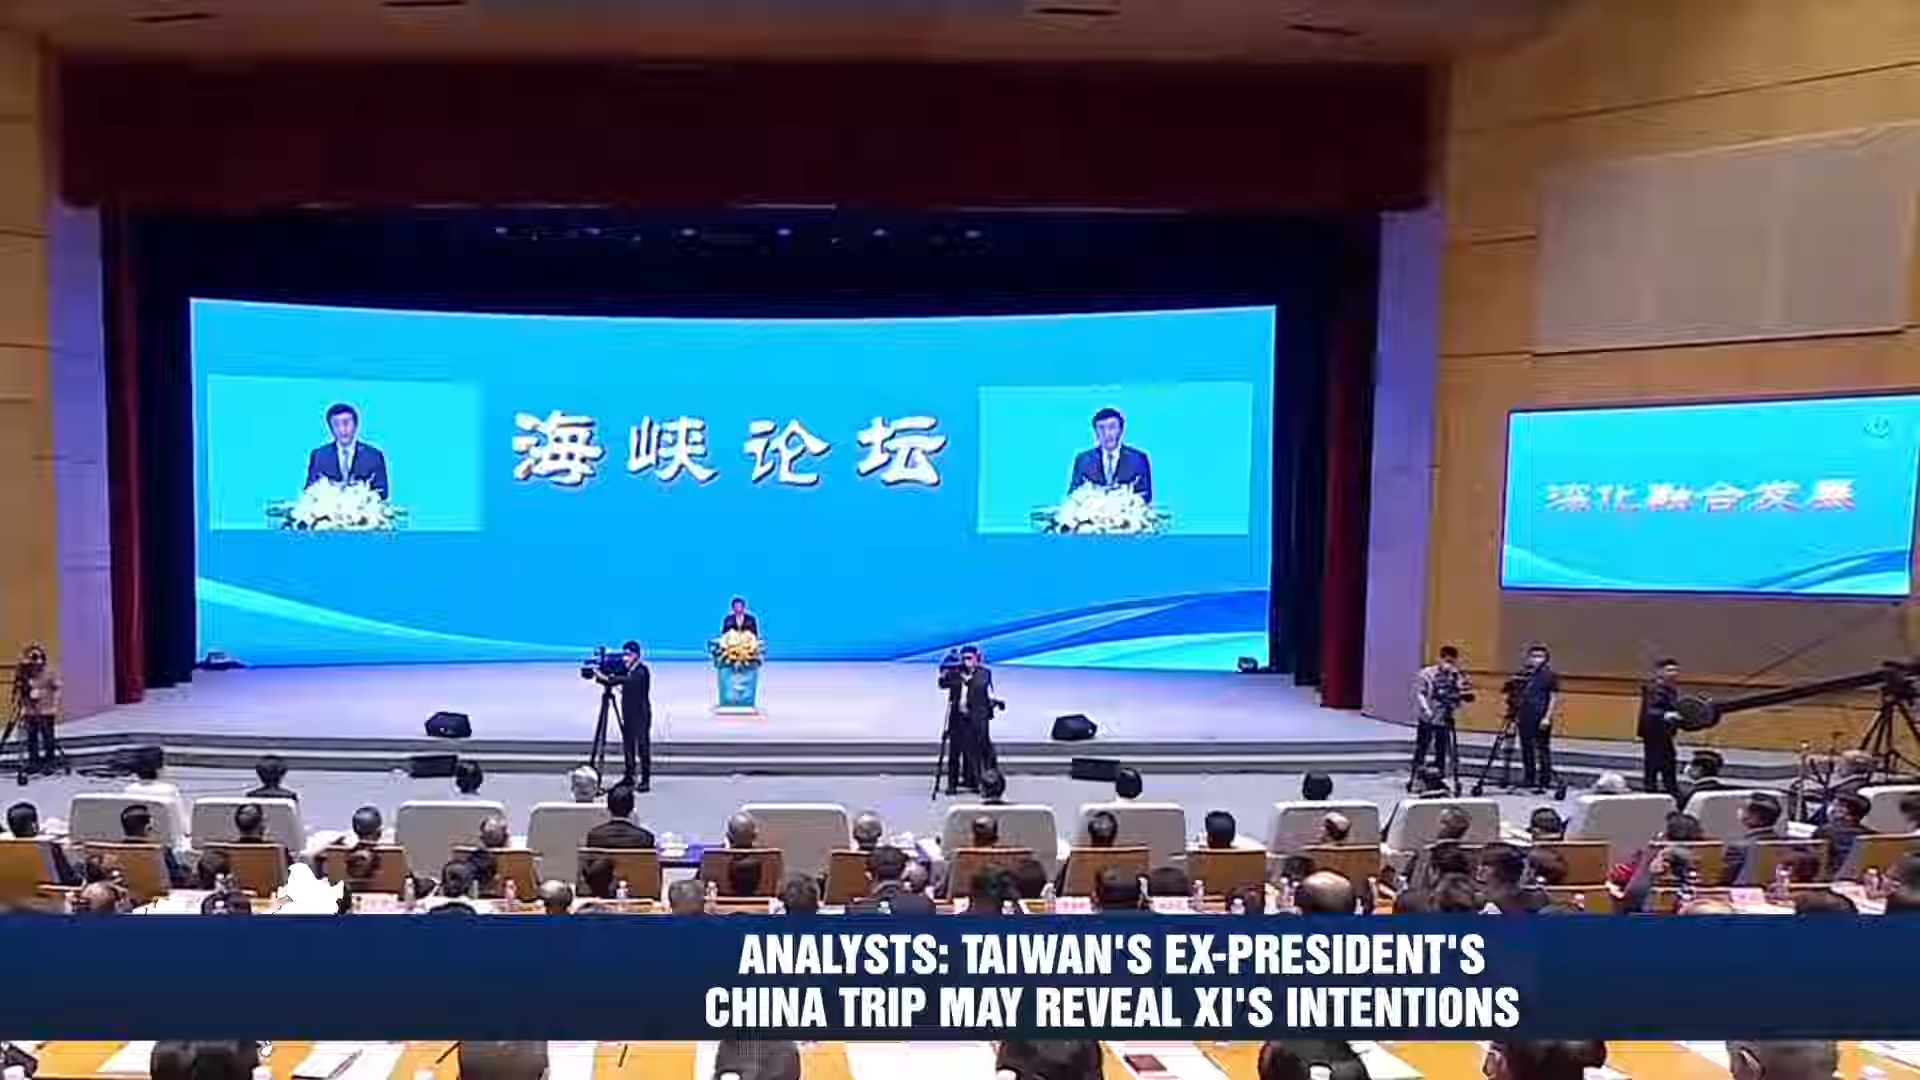 海峡论坛
深化融合发展
ANALYSTS: TAIWAN'S EX-PRESIDENT'S
CHINA TRIP MAY REVEAL XI'S INTENTIONS